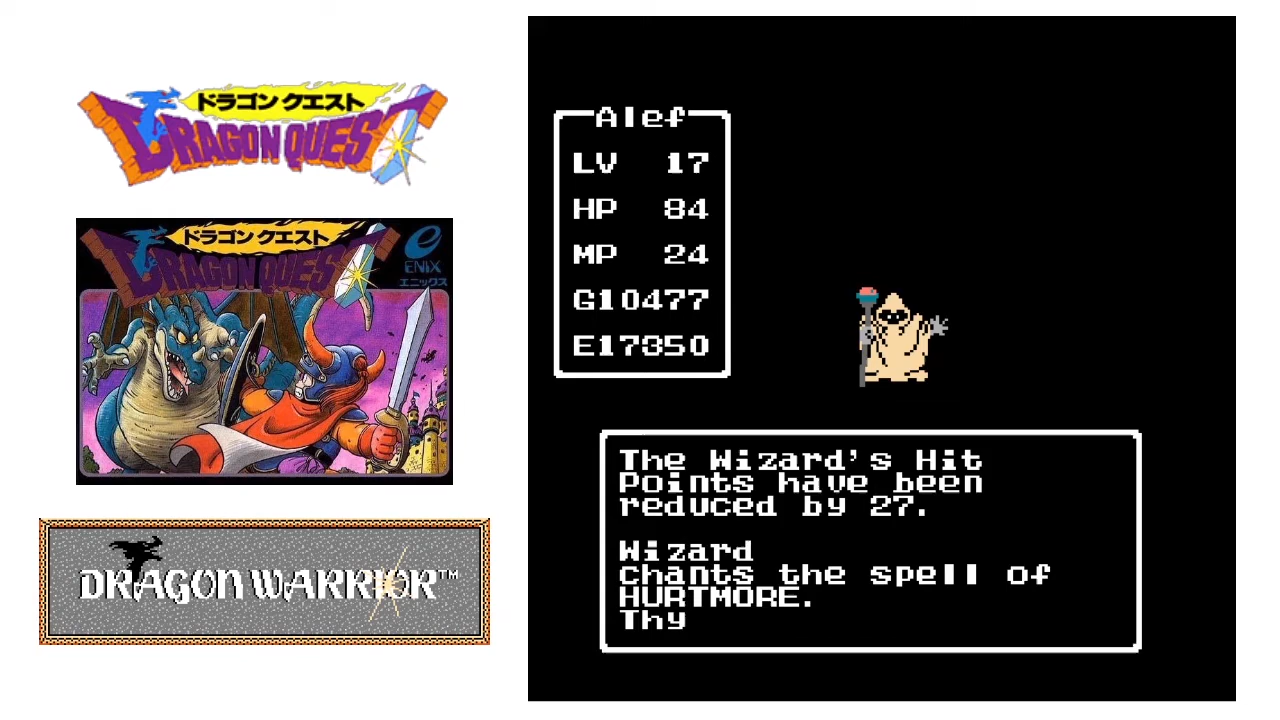 ドラゴン クエスト
DRAGON QUEST
ドラゴン クエスト
DRAGON QUEST
ENIX
エニックス
DRAGON WARRIOR™
Alef
LV 17
HP 84
MP 24
G10477
E17350
The Wizard's Hit
Points have been
reduced by 27.
Wizard
chants the spell of
HURTMORE.
Thy